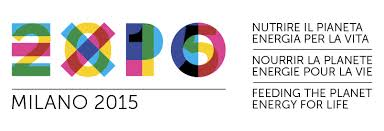 EXPO
2015
MILANO 2015
NUTRIRE IL PIANETA
ENERGIA PER LA VITA
NOURRIR LA PLANETE
ENERGIE POUR LA VIE
FEEDING THE PLANET
ENERGY FOR LIFE